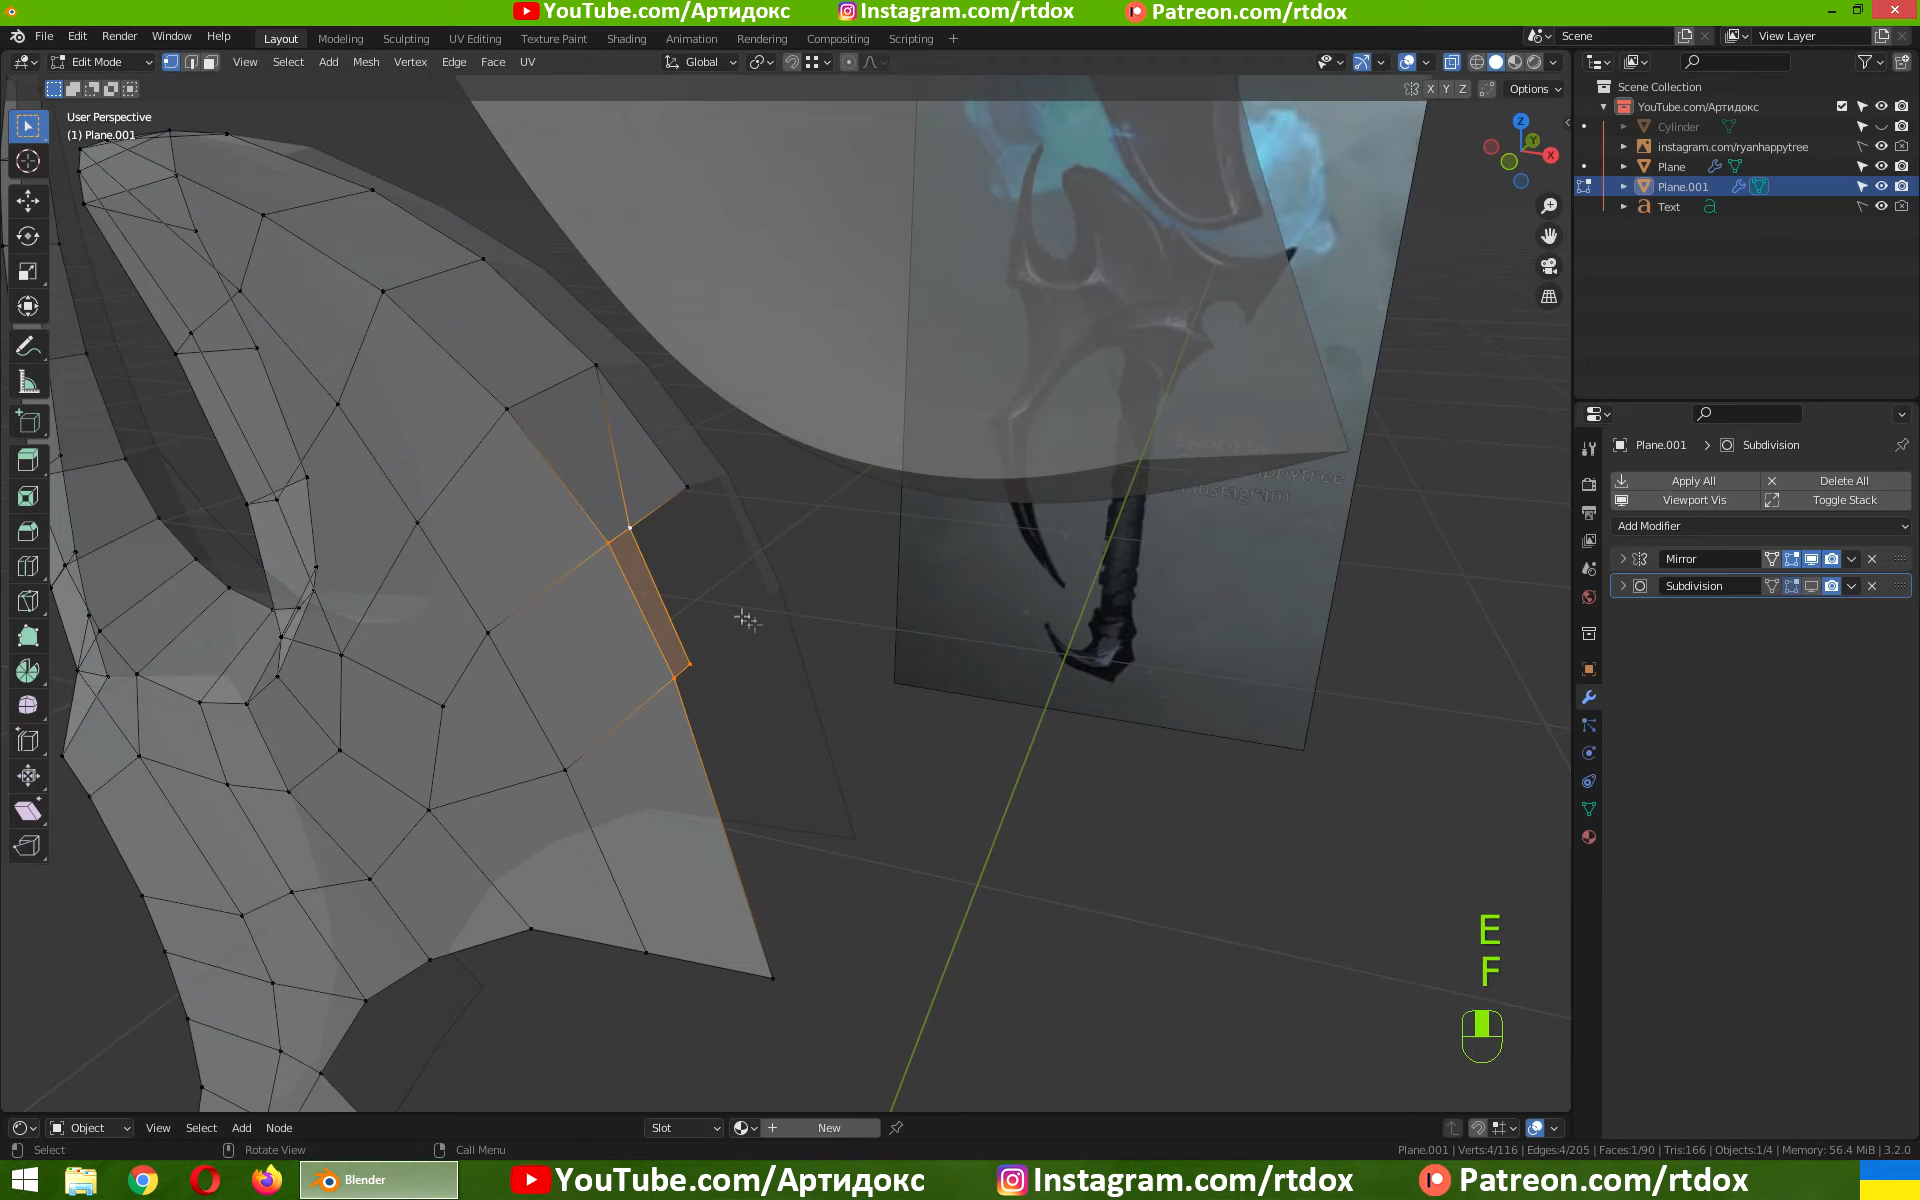 YouTube.com/Артидокс Instagram.com/rtdox Patreon.com/rtdox
File Edit Render Window Help Layout Modeling Sculpting UV Editing Texture Paint Shading Animation Rendering Compositing Scripting + Scene View Layer
Edit Mode View Select Add Mesh Vertex Edge Face UV Global
X Y Z Options
User Perspective
(1) Plane.001
Z
Y
X
Scene Collection
YouTube.com/Артидокс
Cylinder
instagram.com/ryanhappytree
Plane
Plane.001
Text
Plane.001 > Subdivision
Apply All Delete All
Viewport Vis Toggle Stack
Add Modifier
Mirror
Subdivision
Sword
instagram
E
F
Object View Select Add Node Slot New
Select Rotate View Call Menu Plane.001 | Verts:4/116 | Edges:4/205 | Faces:1/90 | Tris:166 | Objects:1/4 | Memory: 56.4 MiB | 3.2.0
Blender YouTube.com/Артидокс Instagram.com/rtdox Patreon.com/rtdox